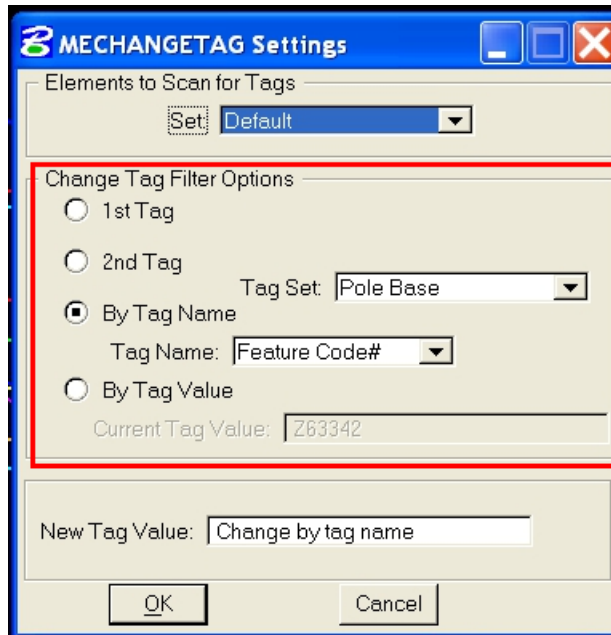 MECHANGETAG Settings
Elements to Scan for Tags
Set: Default
Change Tag Filter Options
1st Tag
2nd Tag
Tag Set: Pole Base
By Tag Name
Tag Name: Feature Code#
By Tag Value
Current Tag Value: Z63342
New Tag Value: Change by tag name
OK Cancel